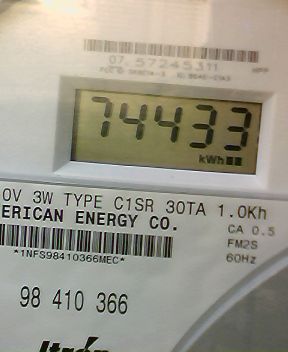 07.57245311
74433
kWh
0V 3W TYPE C1SR 30TA 1.0Kh
ERICAN ENERGY CO.
CA 0.5
FM2S
60Hz
*1NFS98410366MEC*
98 410 366
Itron